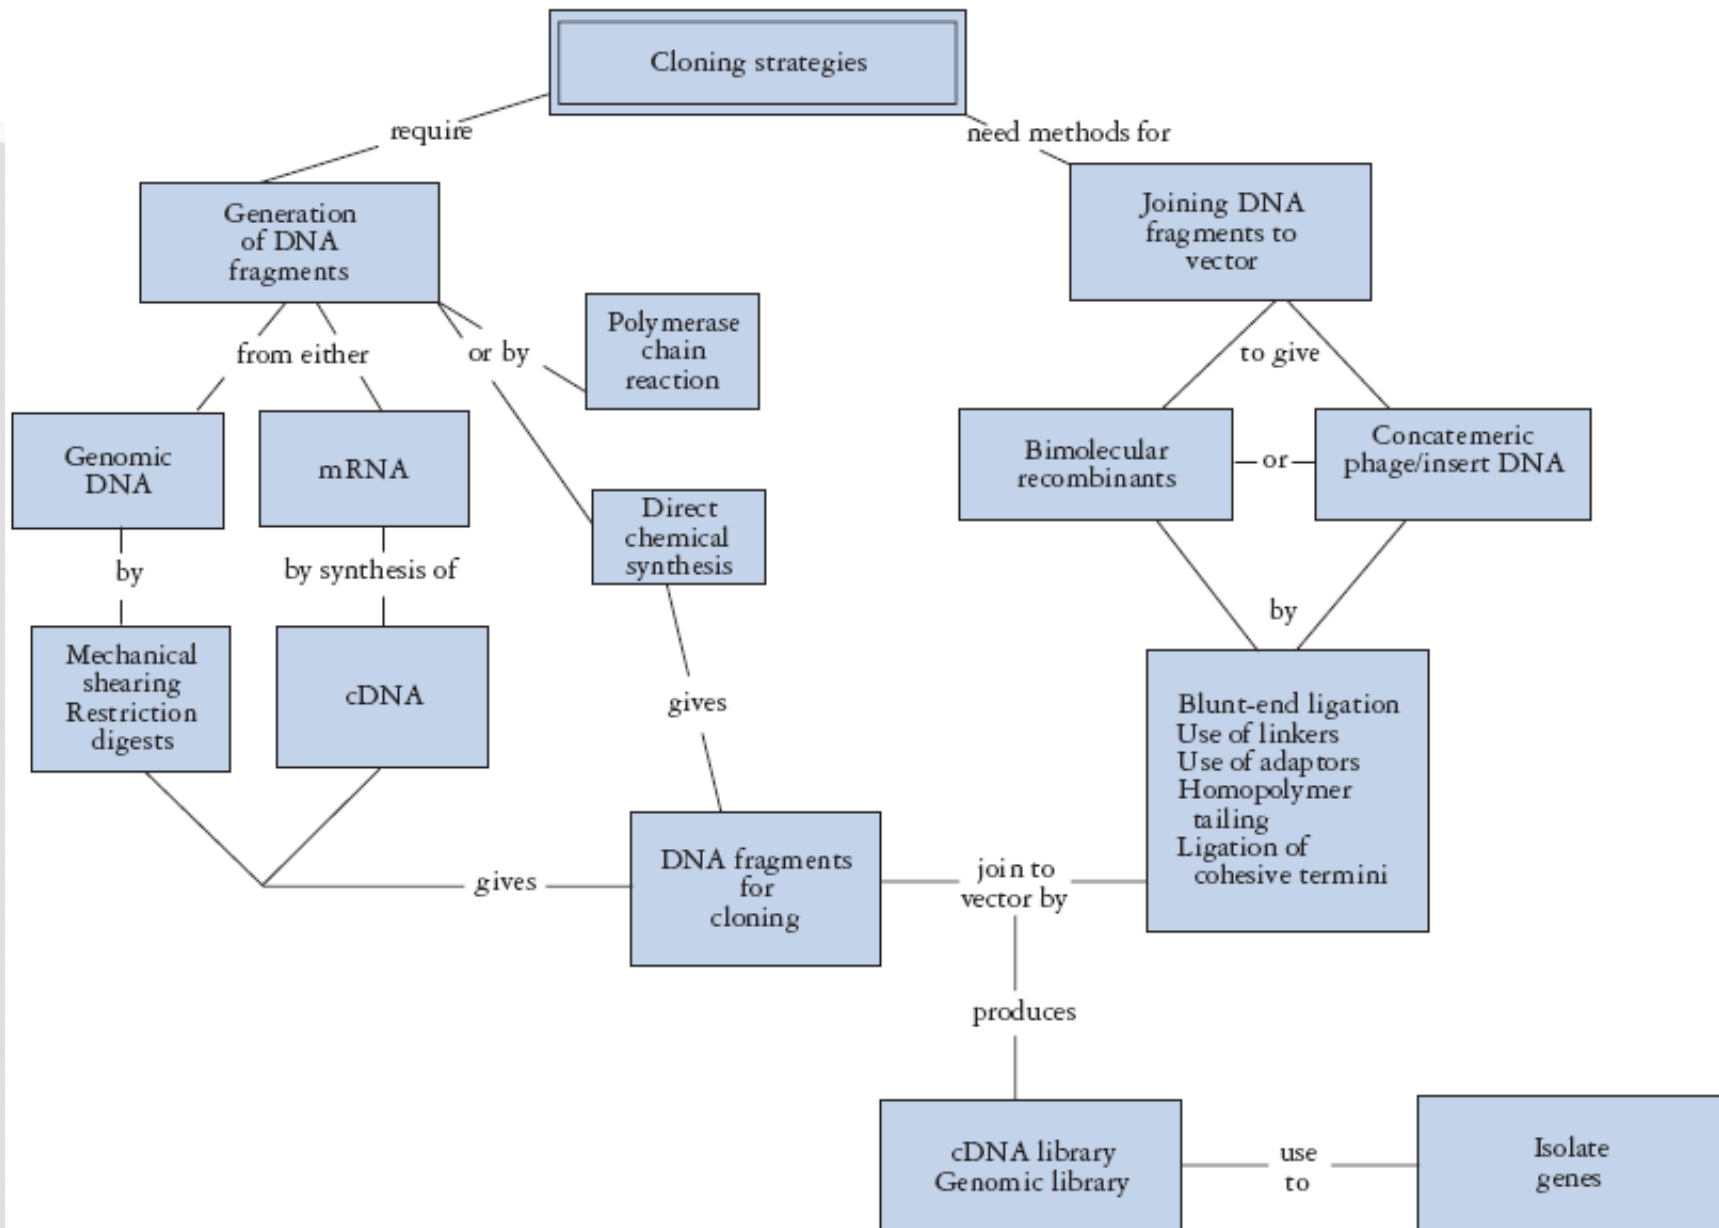 Cloning strategies
require
need methods for
Generation
of DNA
fragments
Joining DNA
fragments to
vector
from either
or by
Polymerase
chain
reaction
to give
Genomic
DNA
mRNA
Bimolecular
recombinants
or
Concatemeric
phage/insert DNA
Direct
chemical
synthesis
by
by synthesis of
by
Mechanical
shearing
Restriction
digests
cDNA
gives
Blunt-end ligation
Use of linkers
Use of adaptors
Homopolymer
tailing
Ligation of
cohesive termini
gives
DNA fragments
for
cloning
join to
vector by
produces
cDNA library
Genomic library
use
to
Isolate
genes